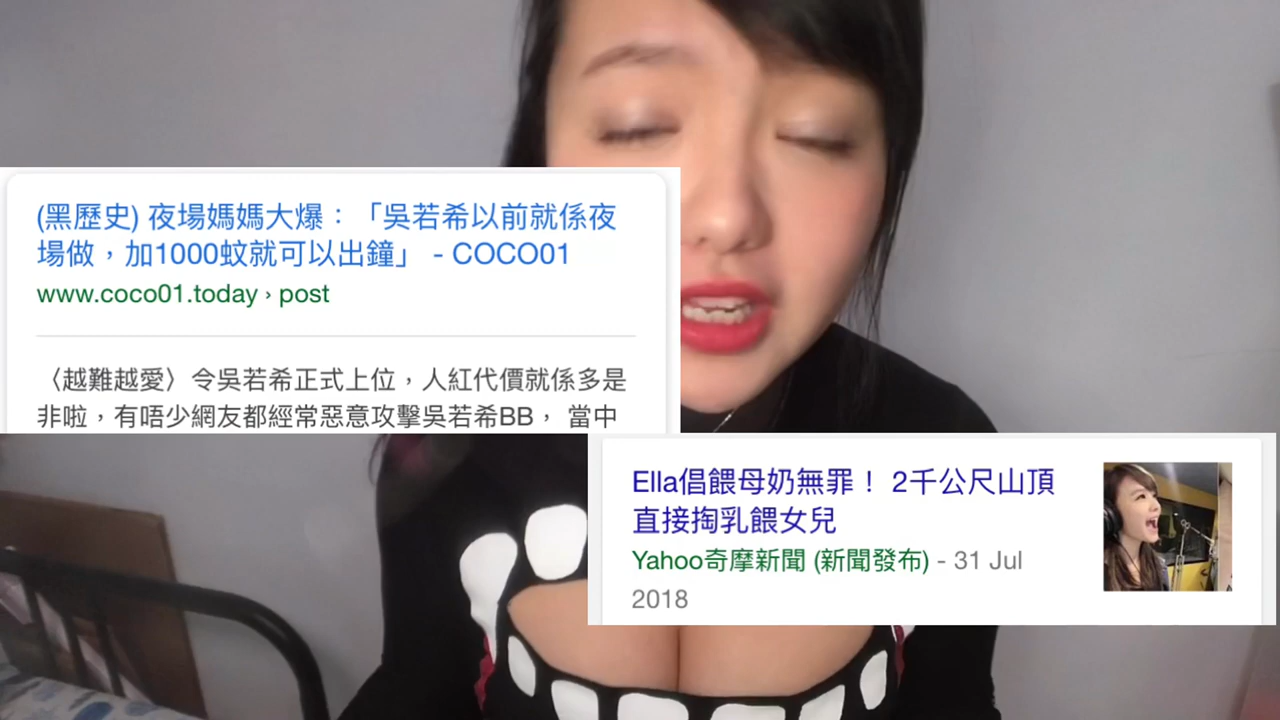 (黑歷史) 夜場媽媽大爆：「吳若希以前就係夜
場做，加1000蚊就可以出鐘」 - COCO01
www.coco01.today › post
〈越難越愛〉令吳若希正式上位，人紅代價就係多是
非啦，有唔少網友都經常惡意攻擊吳若希BB， 當中
Ella倡餵母奶無罪！ 2千公尺山頂
直接掏乳餵女兒
Yahoo奇摩新聞 (新聞發布) - 31 Jul
2018